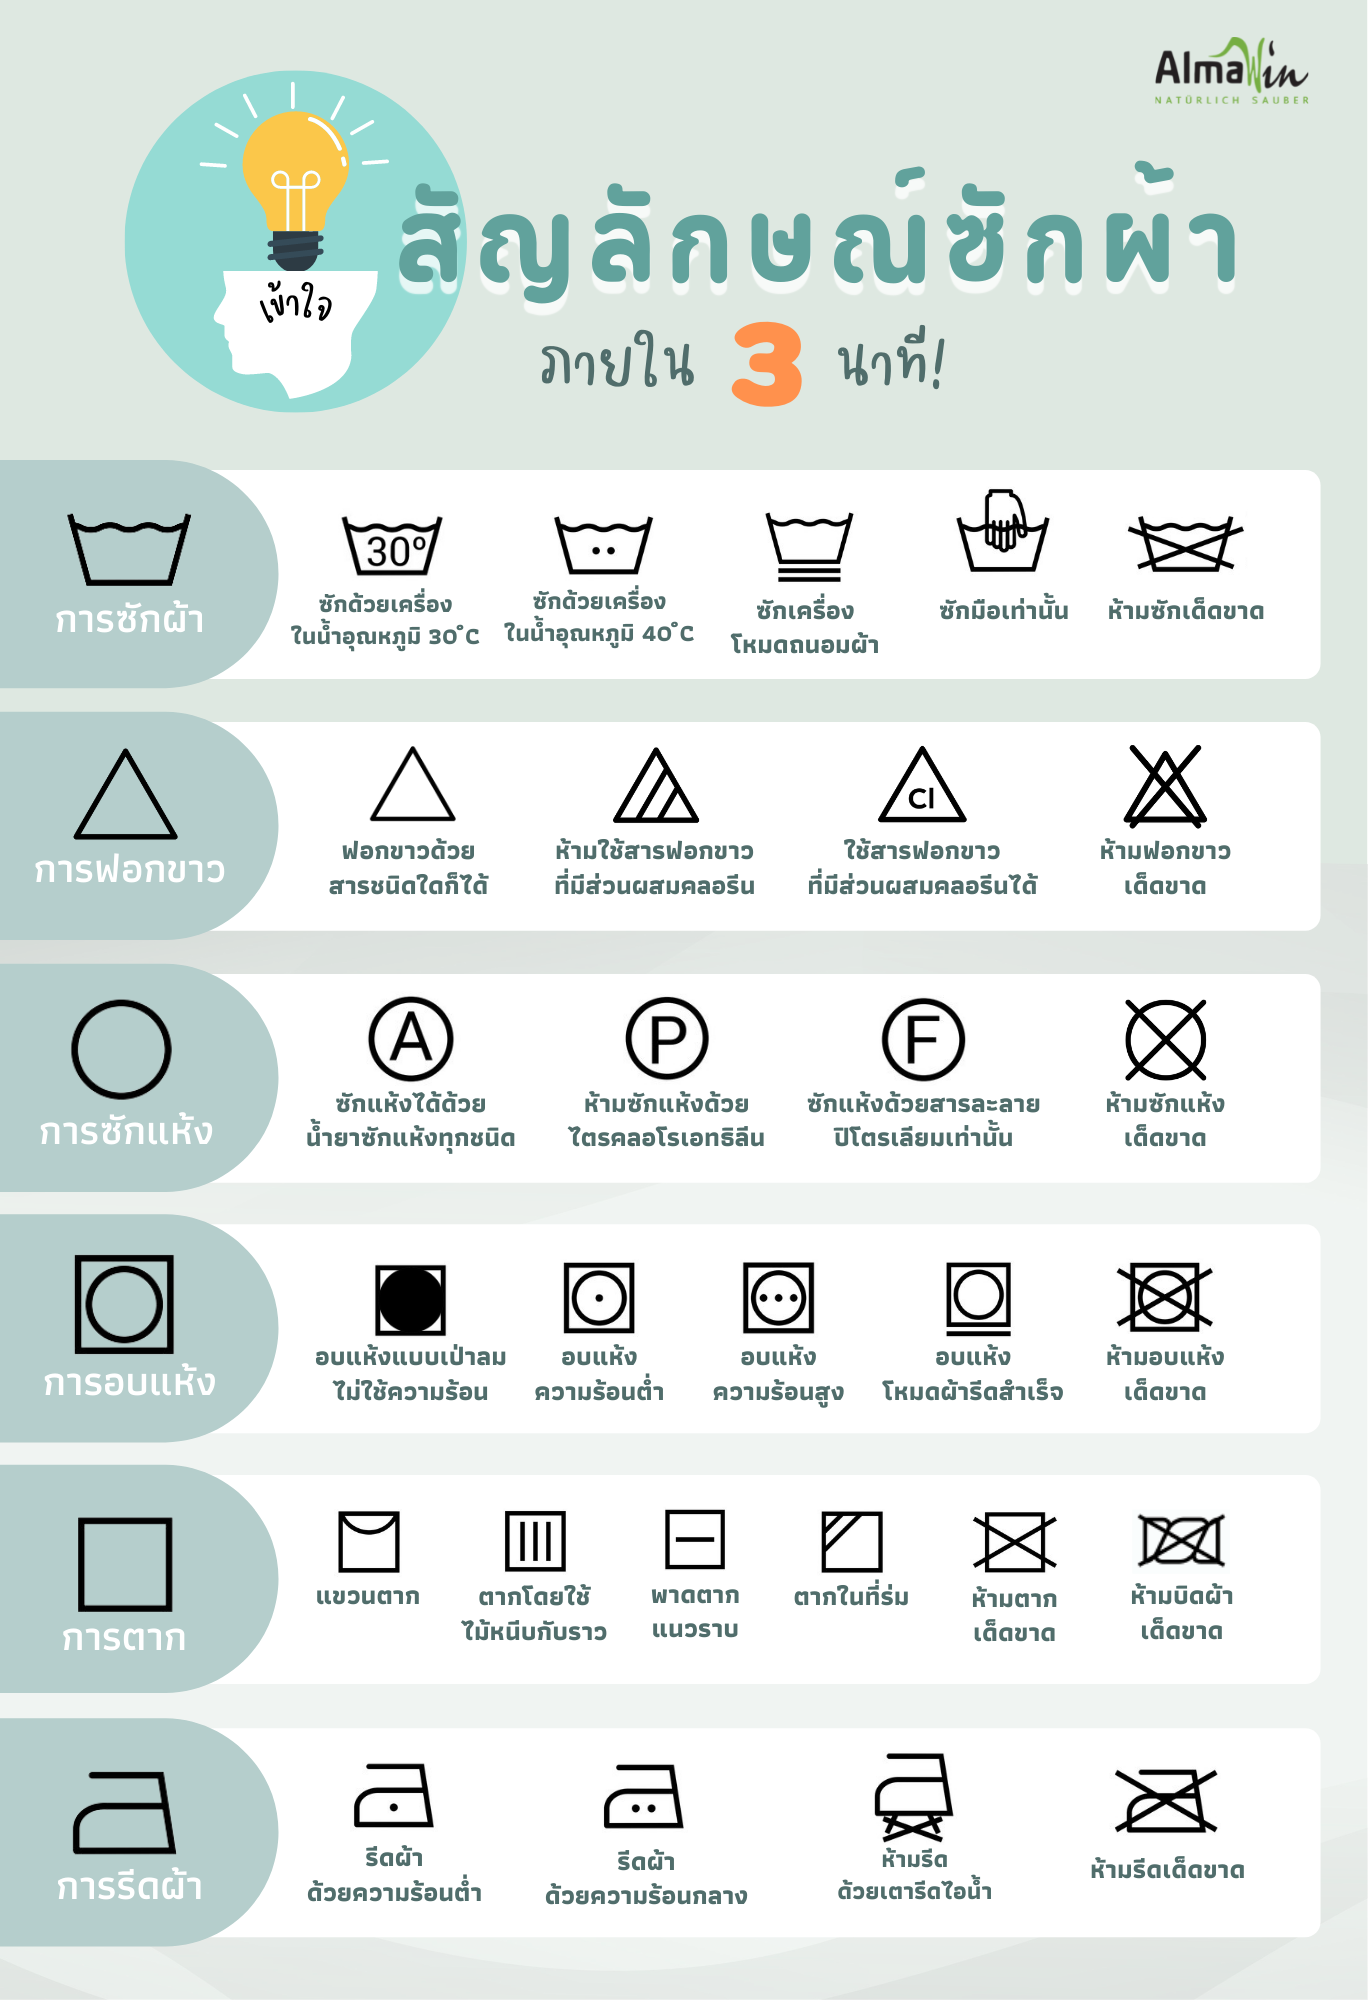 AlmaWin
NATÜRLICH SAUBER
เข้าใจ
สัญลักษณ์ซักผ้า
ภายใน 3 นาที!
การซักผ้า
30°
ซักด้วยเครื่อง
ในน้ำอุณหภูมิ 30°C
ซักด้วยเครื่อง
ในน้ำอุณหภูมิ 40°C
ซักเครื่อง
โหมดถนอมผ้า
ซักมือเท่านั้น
ห้ามซักเด็ดขาด
การฟอกขาว
ฟอกขาวด้วย
สารชนิดใดก็ได้
ห้ามใช้สารฟอกขาว
ที่มีส่วนผสมคลอรีน
Cl
ใช้สารฟอกขาว
ที่มีส่วนผสมคลอรีนได้
ห้ามฟอกขาว
เด็ดขาด
การซักแห้ง
A
ซักแห้งได้ด้วย
น้ำยาซักแห้งทุกชนิด
P
ห้ามซักแห้งด้วย
ไตรคลอโรเอทธิลีน
F
ซักแห้งด้วยสารละลาย
ปิโตรเลียมเท่านั้น
ห้ามซักแห้ง
เด็ดขาด
การอบแห้ง
อบแห้งแบบเป่าลม
ไม่ใช้ความร้อน
อบแห้ง
ความร้อนต่ำ
อบแห้ง
ความร้อนสูง
อบแห้ง
โหมดผ้ารีดสำเร็จ
ห้ามอบแห้ง
เด็ดขาด
การตาก
แขวนตาก
ตากโดยใช้
ไม้หนีบกับราว
พาดตาก
แนวราบ
ตากในที่ร่ม
ห้ามตาก
เด็ดขาด
ห้ามบิดผ้า
เด็ดขาด
การรีดผ้า
รีดผ้า
ด้วยความร้อนต่ำ
รีดผ้า
ด้วยความร้อนกลาง
ห้ามรีด
ด้วยเตารีดไอน้ำ
ห้ามรีดเด็ดขาด